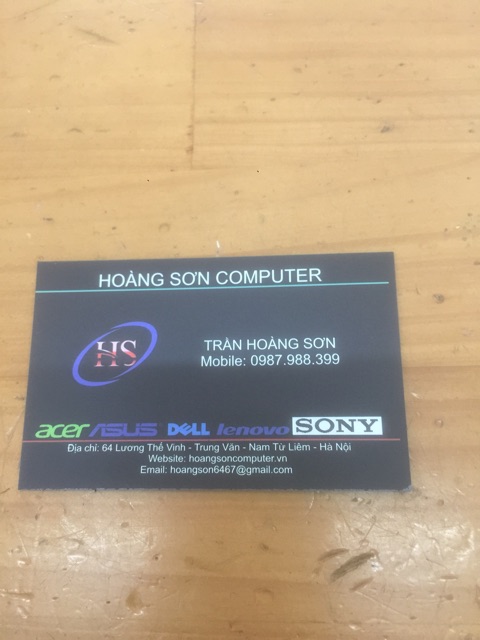 HOÀNG SƠN COMPUTER
HS
TRẦN HOÀNG SƠN
Mobile: 0987.988.399
acer ASUS DELL lenovo SONY
Địa chỉ: 64 Lương Thế Vinh - Trung Văn - Nam Từ Liêm - Hà Nội
Website: hoangsoncomputer.vn
Email: hoangson6467@gmail.com